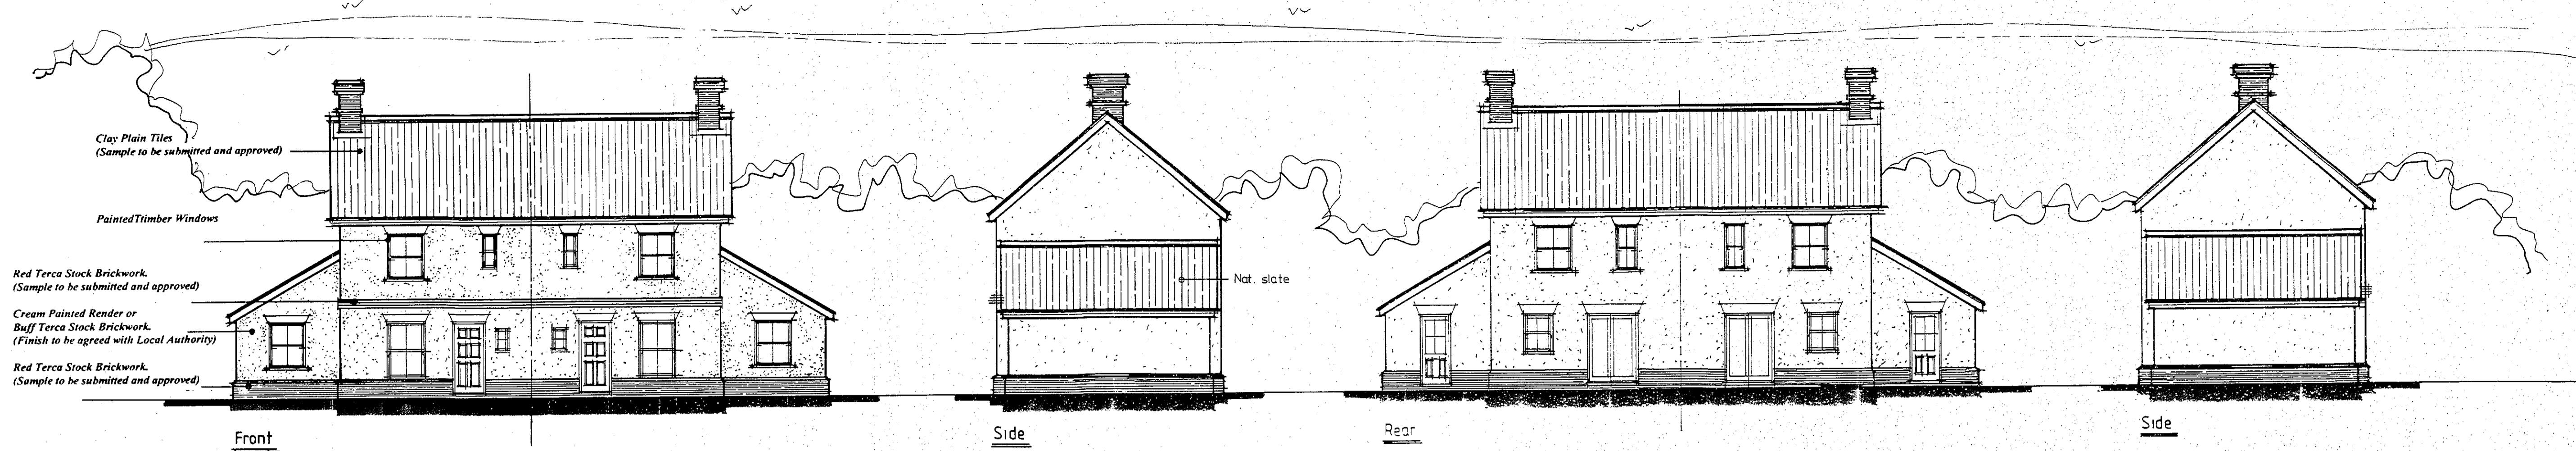 Clay Plain Tiles
(Sample to be submitted and approved)
PaintedTtimber Windows
Red Terca Stock Brickwork.
(Sample to be submitted and approved)
Cream Painted Render or
Buff Terca Stock Brickwork.
(Finish to be agreed with Local Authority)
Red Terca Stock Brickwork.
(Sample to be submitted and approved)
Nat. slate
Front
Side
Rear
Side